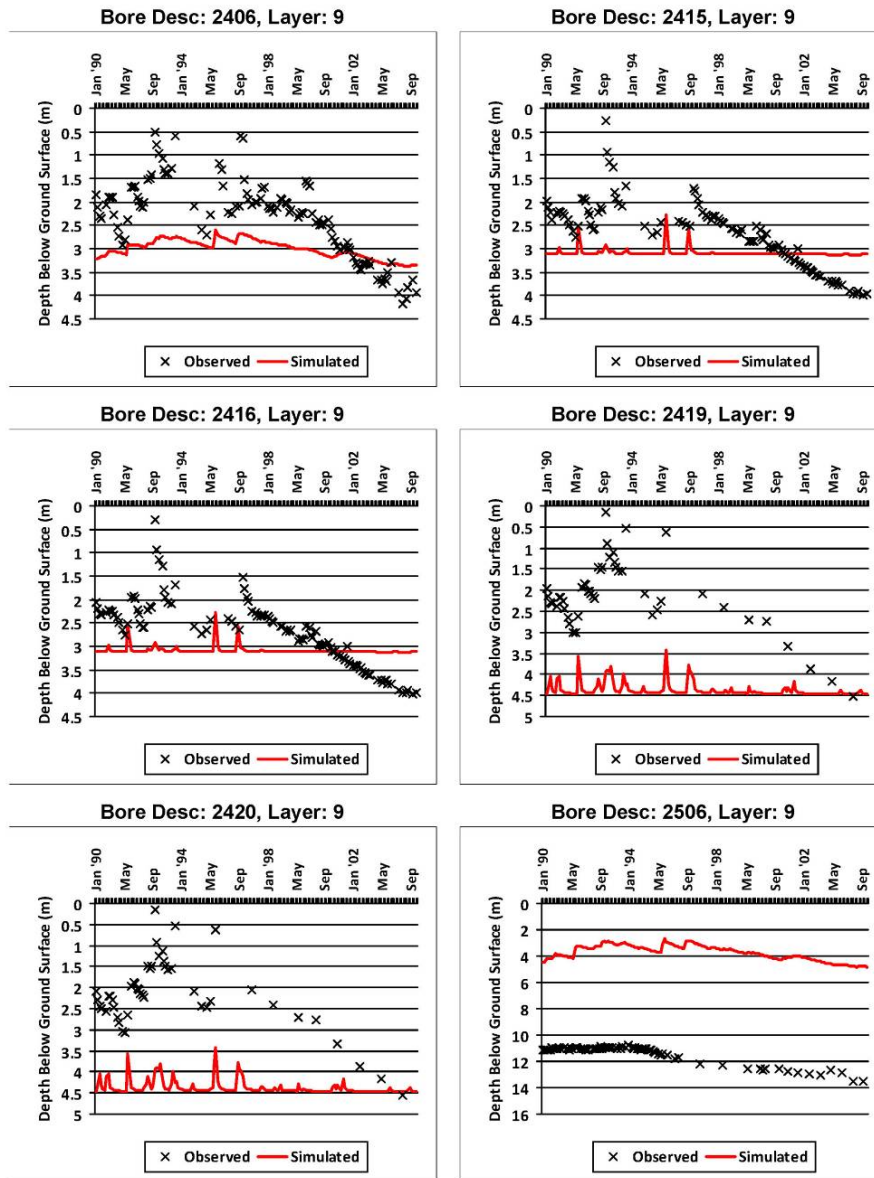 Bore Desc: 2406, Layer: 9
Jan '90
May
Sep
Jan '94
May
Sep
Jan '98
May
Sep
Jan '02
May
Sep
Depth Below Ground Surface (m)
0
0.5
1
1.5
2
2.5
3
3.5
4
4.5
Observed
Simulated
Bore Desc: 2415, Layer: 9
Jan '90
May
Sep
Jan '94
May
Sep
Jan '98
May
Sep
Jan '02
May
Sep
Depth Below Ground Surface (m)
0
0.5
1
1.5
2
2.5
3
3.5
4
4.5
Observed
Simulated
Bore Desc: 2416, Layer: 9
Jan '90
May
Sep
Jan '94
May
Sep
Jan '98
May
Sep
Jan '02
May
Sep
Depth Below Ground Surface (m)
0
0.5
1
1.5
2
2.5
3
3.5
4
4.5
Observed
Simulated
Bore Desc: 2419, Layer: 9
Jan '90
May
Sep
Jan '94
May
Sep
Jan '98
May
Sep
Jan '02
May
Sep
Depth Below Ground Surface (m)
0
0.5
1
1.5
2
2.5
3
3.5
4
4.5
5
Observed
Simulated
Bore Desc: 2420, Layer: 9
Jan '90
May
Sep
Jan '94
May
Sep
Jan '98
May
Sep
Jan '02
May
Sep
Depth Below Ground Surface (m)
0
0.5
1
1.5
2
2.5
3
3.5
4
4.5
5
Observed
Simulated
Bore Desc: 2506, Layer: 9
Jan '90
May
Sep
Jan '94
May
Sep
Jan '98
May
Sep
Jan '02
May
Sep
Depth Below Ground Surface (m)
0
2
4
6
8
10
12
14
16
Observed
Simulated